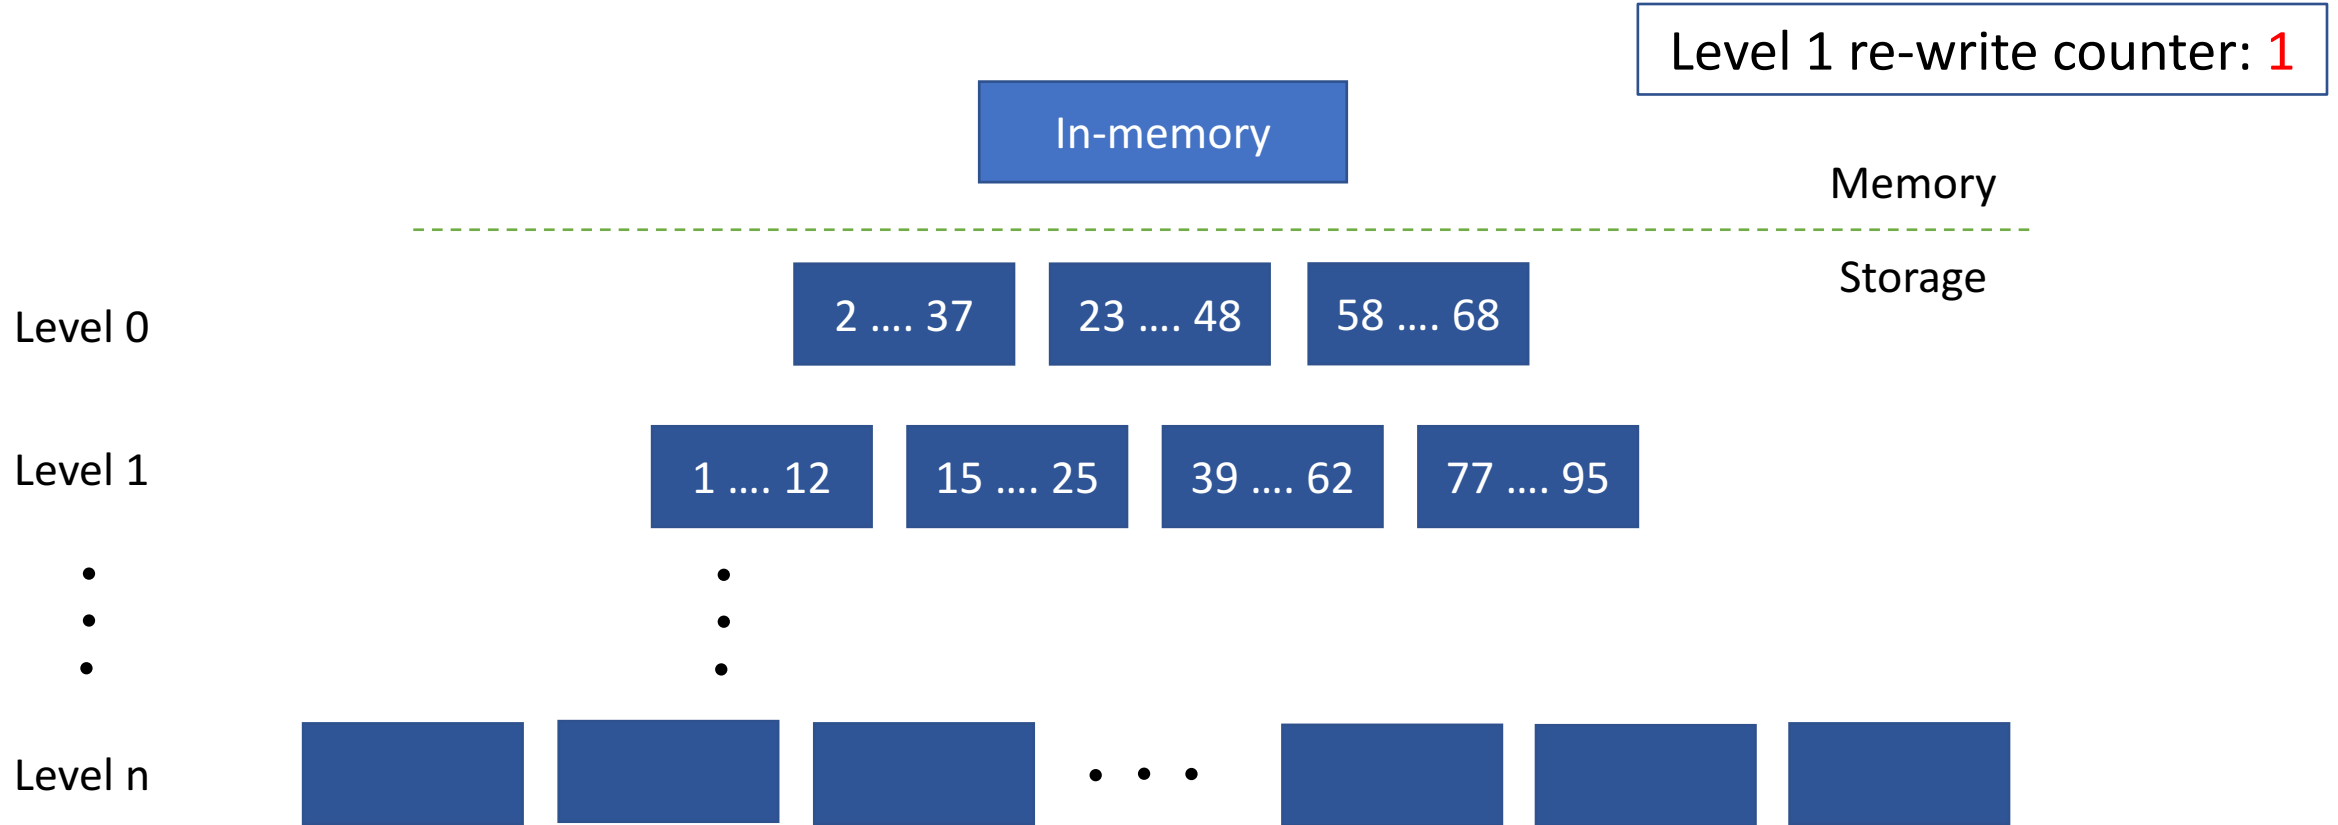 Level 1 re-write counter: 1
In-memory
Memory
Storage
Level 0
2 .... 37
23 .... 48
58 .... 68
Level 1
1 .... 12
15 .... 25
39 .... 62
77 .... 95
Level n